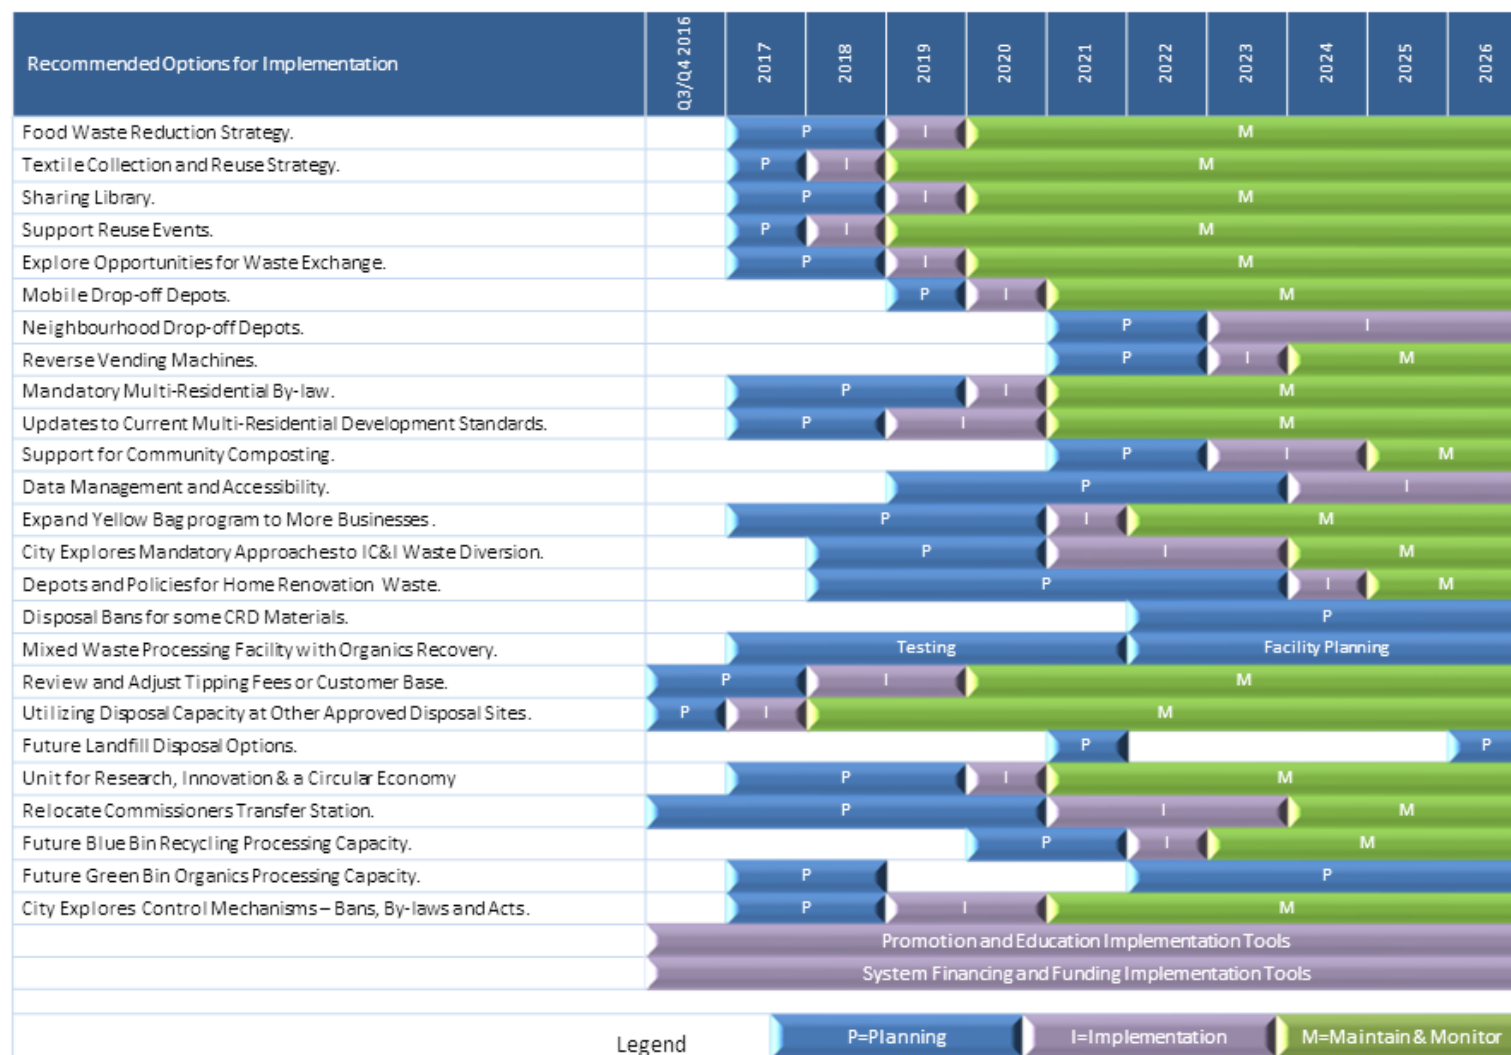 Recommended Options for Implementation Q3/Q4 2016 2017 2018 2019 2020 2021 2022 2023 2024 2025 2026
Food Waste Reduction Strategy. P I M
Textile Collection and Reuse Strategy. P I M
Sharing Library. P I M
Support Reuse Events. P I M
Explore Opportunities for Waste Exchange. P I M
Mobile Drop-off Depots. P I M
Neighbourhood Drop-off Depots. P I
Reverse Vending Machines. P I M
Mandatory Multi-Residential By-law. P I M
Updates to Current Multi-Residential Development Standards. P I M
Support for Community Composting. P I M
Data Management and Accessibility. P I
Expand Yellow Bag program to More Businesses. P I M
City Explores Mandatory Approaches to IC&I Waste Diversion. P I M
Depots and Policies for Home Renovation Waste. P I M
Disposal Bans for some CRD Materials. P
Mixed Waste Processing Facility with Organics Recovery. Testing Facility Planning
Review and Adjust Tipping Fees or Customer Base. P I M
Utilizing Disposal Capacity at Other Approved Disposal Sites. P I M
Future Landfill Disposal Options. P P
Unit for Research, Innovation & a Circular Economy P I M
Relocate Commissioners Transfer Station. P I M
Future Blue Bin Recycling Processing Capacity. P I M
Future Green Bin Organics Processing Capacity. P P
City Explores Control Mechanisms – Bans, By-laws and Acts. P I M
Promotion and Education Implementation Tools
System Financing and Funding Implementation Tools
Legend P=Planning I=Implementation M=Maintain & Monitor